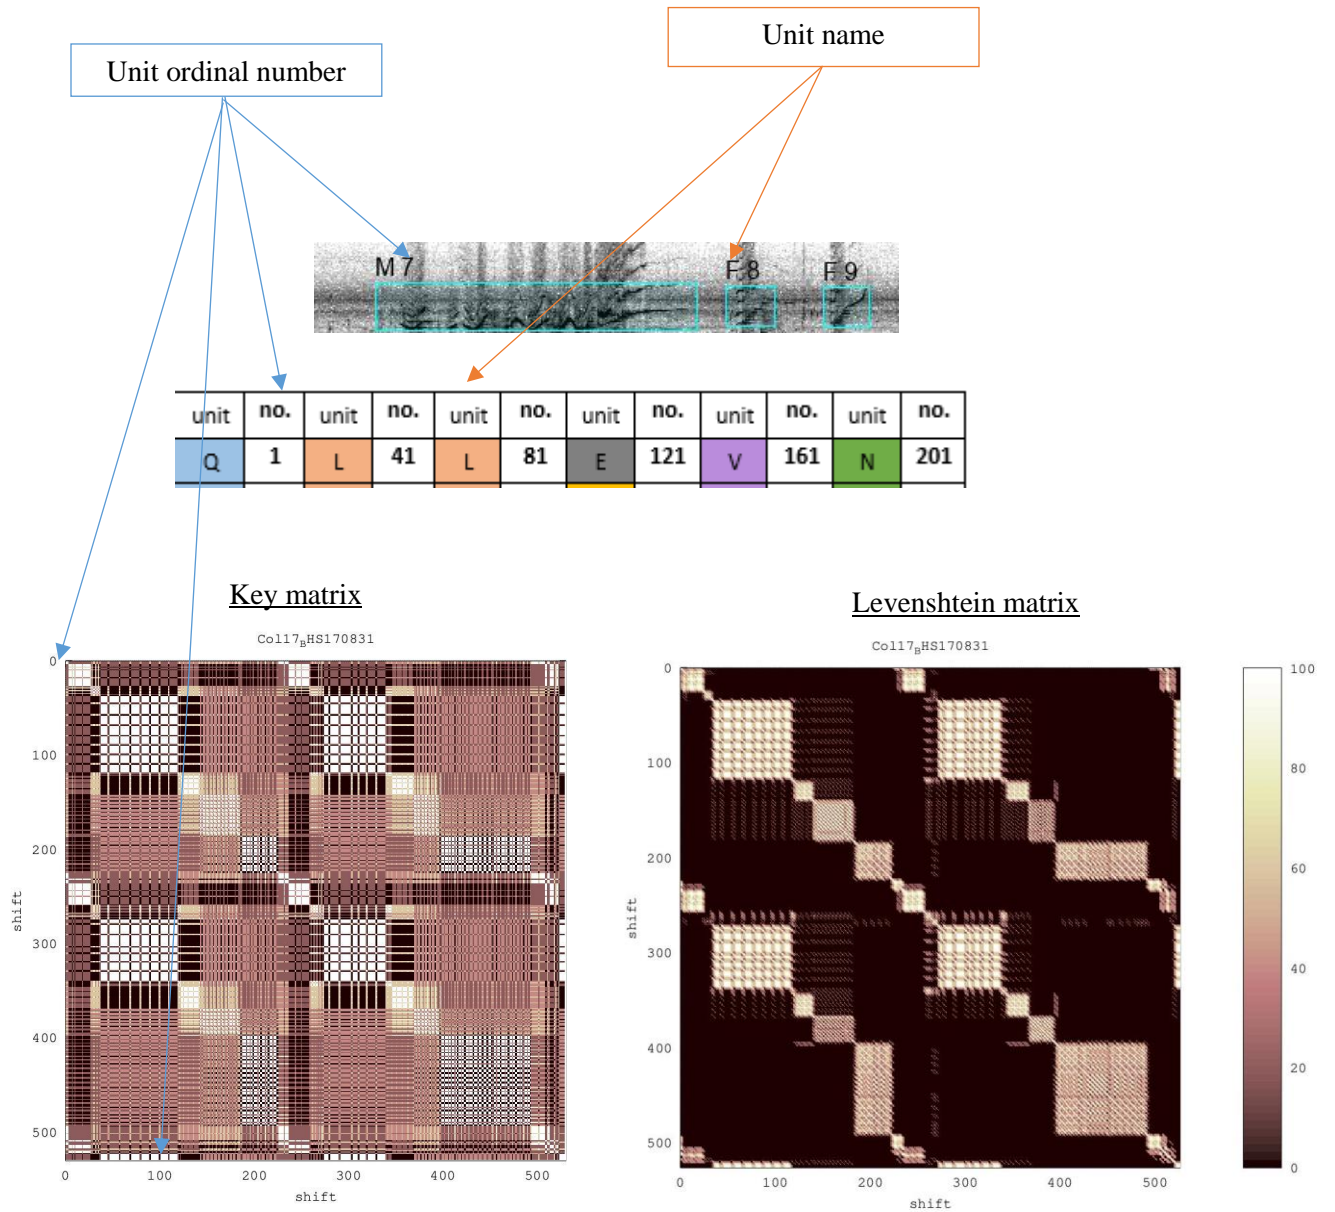 Unit ordinal number
Unit name
M 7
F 8
F 9
unit no. unit no. unit no. unit no. unit no. unit no.
Q 1 L 41 L 81 E 121 V 161 N 201
Key matrix
Levenshtein matrix
Col17BHS170831
0
100
200
300
400
500
shift
0 100 200 300 400 500
shift
Col17BHS170831
0
100
200
300
400
500
shift
0 100 200 300 400 500
shift
100
80
60
40
20
0